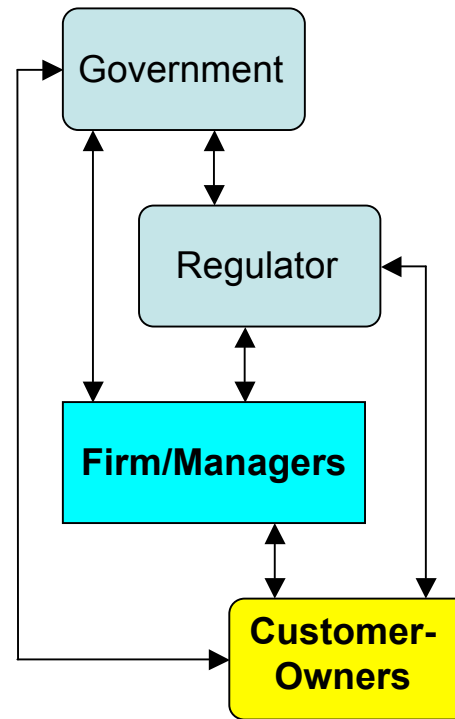 Government
Regulator
Firm/Managers
Customer-
Owners